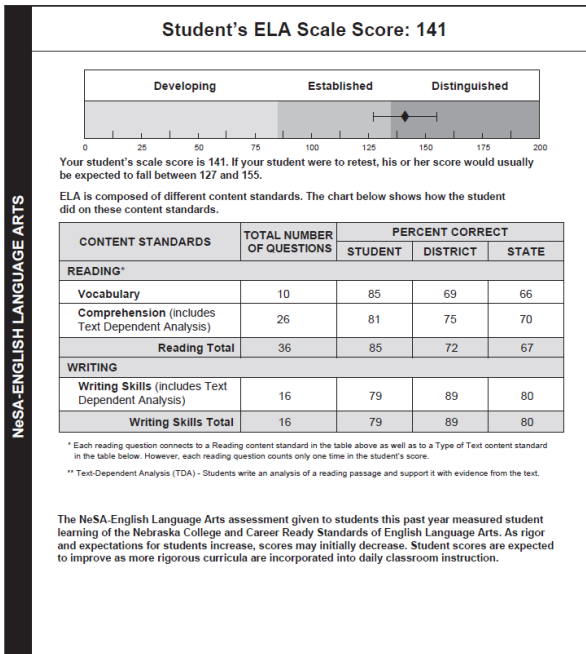 Student's ELA Scale Score: 141
Developing Established Distinguished
0 25 50 75 100 125 150 175 200
Your student's scale score is 141. If your student were to retest, his or her score would usually
be expected to fall between 127 and 155.
ELA is composed of different content standards. The chart below shows how the student
did on these content standards.
NeSA-ENGLISH LANGUAGE ARTS
CONTENT STANDARDS
TOTAL NUMBER
OF QUESTIONS
PERCENT CORRECT
STUDENT DISTRICT STATE
READING*
Vocabulary 10 85 69 66
Comprehension (includes
Text Dependent Analysis) 26 81 75 70
Reading Total 36 85 72 67
WRITING
Writing Skills (includes Text
Dependent Analysis) 16 79 89 80
Writing Skills Total 16 79 89 80
* Each reading question connects to a Reading content standard in the table above as well as to a Type of Text content standard
in the table below. However, each reading question counts only one time in the student's score.
** Text-Dependent Analysis (TDA) - Students write an analysis of a reading passage and support it with evidence from the text.
The NeSA-English Language Arts assessment given to students this past year measured student
learning of the Nebraska College and Career Ready Standards of English Language Arts. As rigor
and expectations for students increase, scores may initially decrease. Student scores are expected
to improve as more rigorous curricula are incorporated into daily classroom instruction.